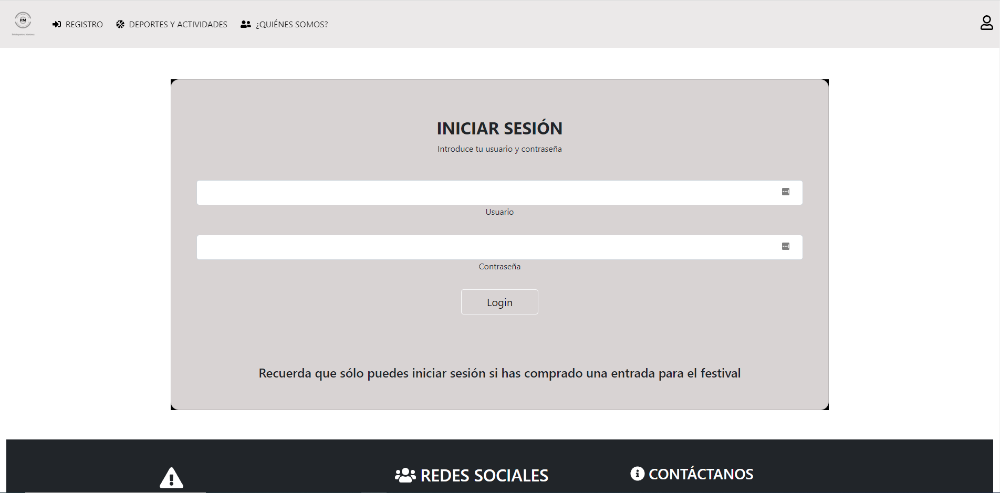 PM
REGISTRO
DEPORTES Y ACTIVIDADES
¿QUIÉNES SOMOS?
INICIAR SESIÓN
Introduce tu usuario y contraseña
Usuario
Contraseña
Login
Recuerda que sólo puedes iniciar sesión si has comprado una entrada para el festival
REDES SOCIALES
CONTÁCTANOS